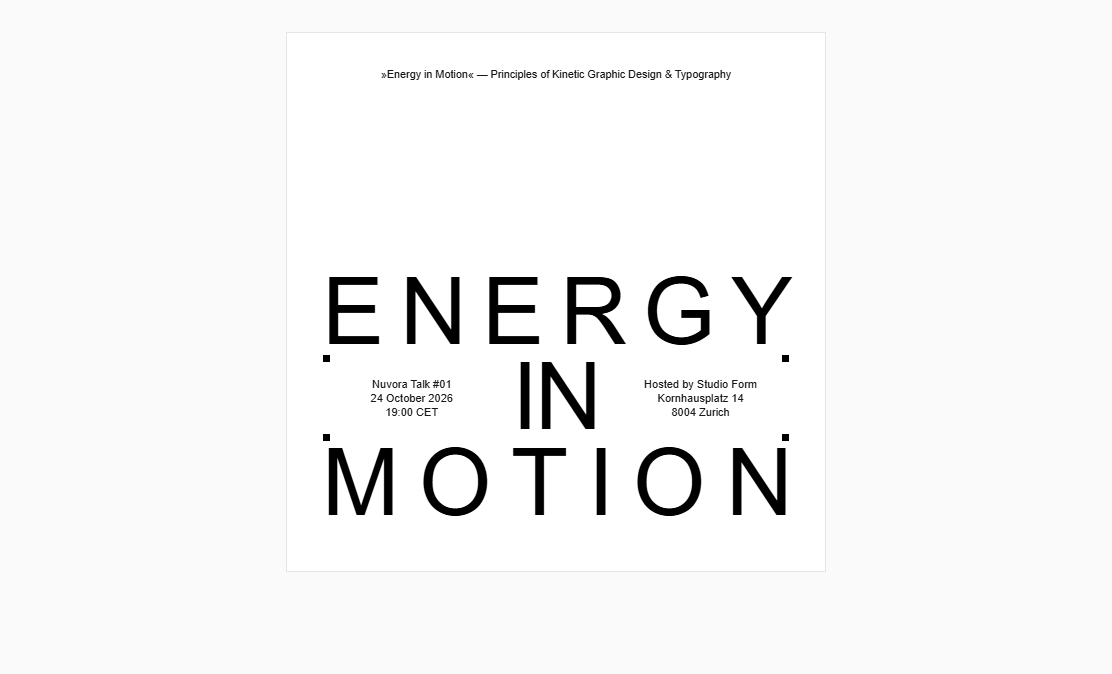 »Energy in Motion« — Principles of Kinetic Graphic Design & Typography
ENERGY
IN
Nuvora Talk #01
24 October 2026
19:00 CET
Hosted by Studio Form
Kornhausplatz 14
8004 Zurich
MOTION